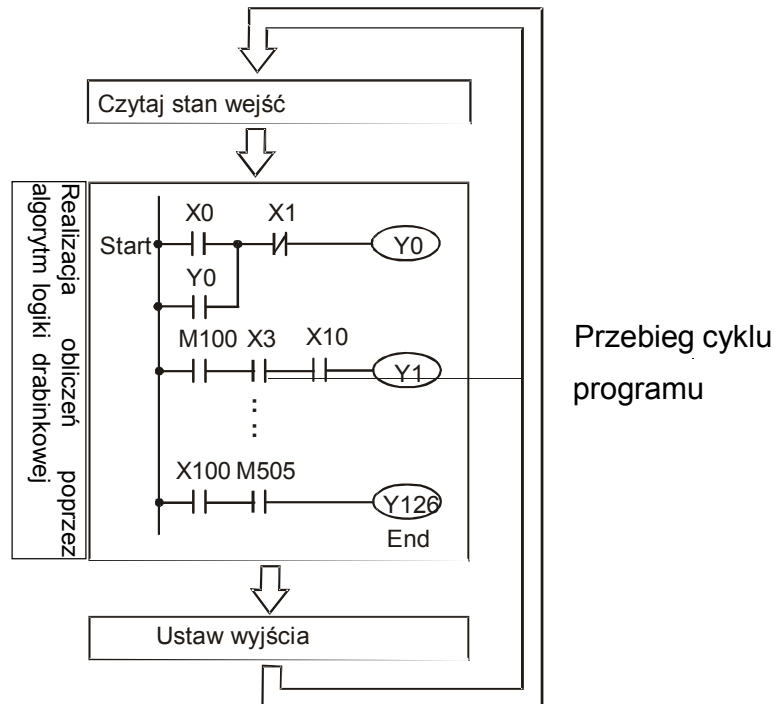 Czytaj stan wejść
Realizacja obliczeń poprzez
algorytm logiki drabinkowej
X0 X1
Start Y0
Y0
M100 X3 X10
Y1
X100 M505
Y126
End
Ustaw wyjścia
Przebieg cyklu
programu